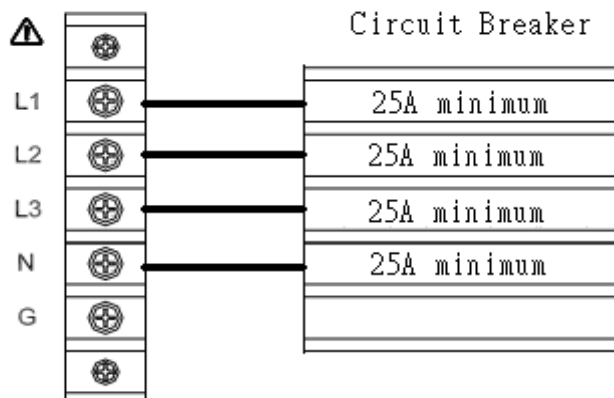 Circuit Breaker
L1 25A minimum
L2 25A minimum
L3 25A minimum
N 25A minimum
G